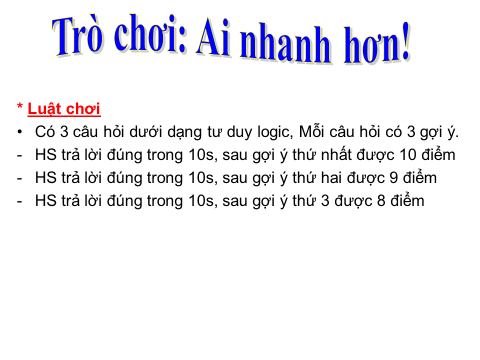 Trò chơi: Ai nhanh hơn!
* Luật chơi
• Có 3 câu hỏi dưới dạng tư duy logic, Mỗi câu hỏi có 3 gợi ý.
- HS trả lời đúng trong 10s, sau gợi ý thứ nhất được 10 điểm
- HS trả lời đúng trong 10s, sau gợi ý thứ hai được 9 điểm
- HS trả lời đúng trong 10s, sau gợi ý thứ 3 được 8 điểm